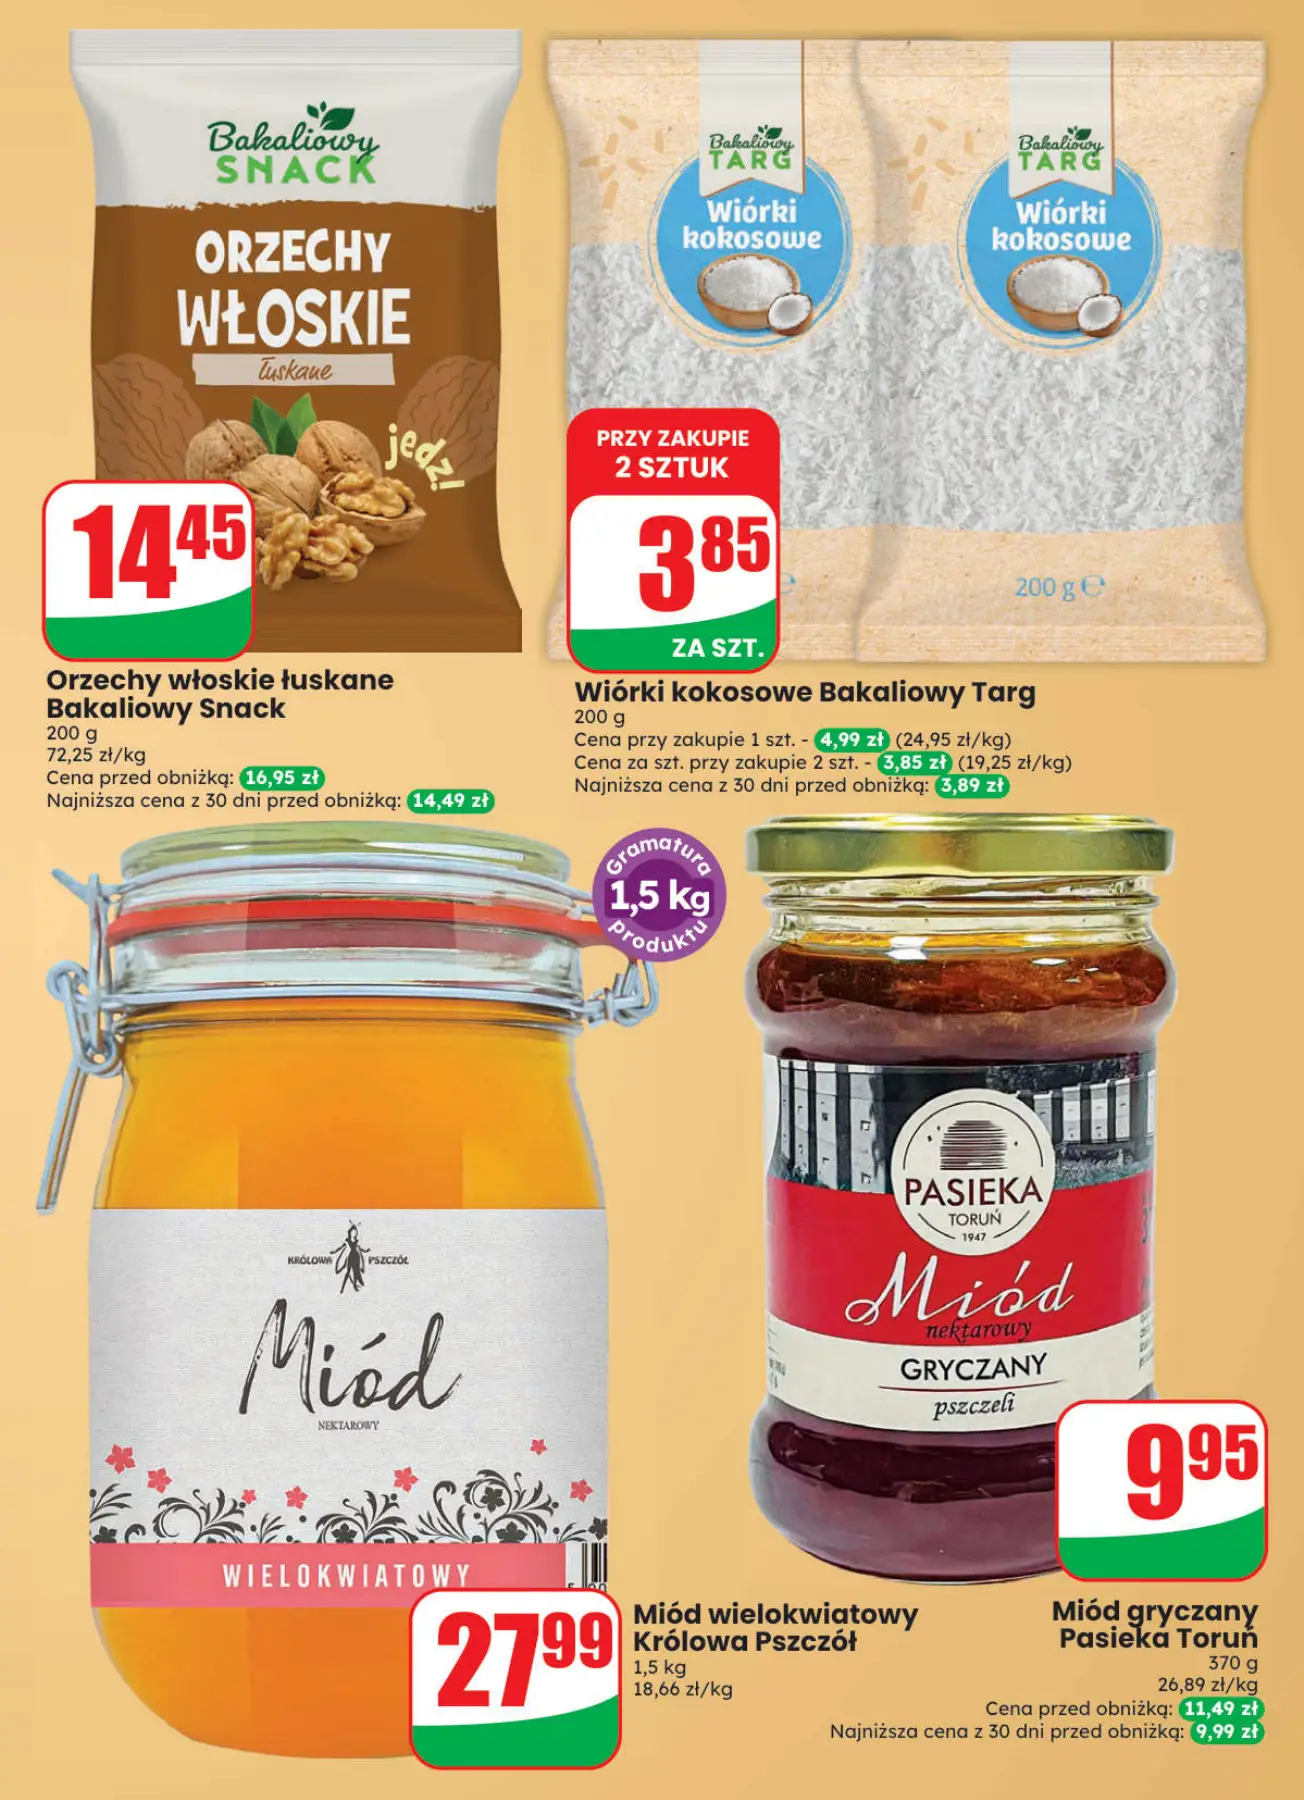 Bakaliowy
SNACK
ORZECHY
WŁOSKIE
łuskane
jedz!
14 45
Orzechy włoskie łuskane
Bakaliowy Snack
200 g
72,25 zł/kg
Cena przed obniżką: 16,95 zł
Najniższa cena z 30 dni przed obniżką: 14,49 zł
Bakaliowy
TARG
Wiórki
kokosowe
Bakaliowy
TARG
Wiórki
kokosowe
200 g ℮
PRZY ZAKUPIE
2 SZTUK
3 85
ZA SZT.
Wiórki kokosowe Bakaliowy Targ
200 g
Cena przy zakupie 1 szt. - 4,99 zł (24,95 zł/kg)
Cena za szt. przy zakupie 2 szt. - 3,85 zł (19,25 zł/kg)
Najniższa cena z 30 dni przed obniżką: 3,89 zł
Gramatura
1,5 kg
produktu
KRÓLOWA PSZCZÓŁ
Miód
NEKTAROWY
WIELOKWIATOWY
27 99
Miód wielokwiatowy
Królowa Pszczół
1,5 kg
18,66 zł/kg
PASIEKA
TORUŃ
1947
Miód
nektarowy
GRYCZANY
pszczeli
9 95
Miód gryczany
Pasieka Toruń
370 g
26,89 zł/kg
Cena przed obniżką: 11,49 zł
Najniższa cena z 30 dni przed obniżką: 9,99 zł